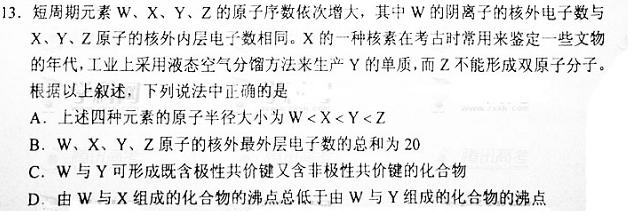 13. 短周期元素 W、X、Y、Z 的原子序数依次增大，其中 W 的阴离子的核外电子数与
X、Y、Z 原子的核外内层电子数相同。X 的一种核素在考古时常用来鉴定一些文物
的年代，工业上采用液态空气分馏方法来生产 Y 的单质，而 Z 不能形成双原子分子。
根据以上叙述，下列说法中正确的是
A．上述四种元素的原子半径大小为 W<X<Y<Z
B．W、X、Y、Z 原子的核外最外层电子数的总和为 20
C．W 与 Y 可形成既含极性共价键又含非极性共价键的化合物
D．由 W 与 X 组成的化合物的沸点总低于由 W 与 Y 组成的化合物的沸点